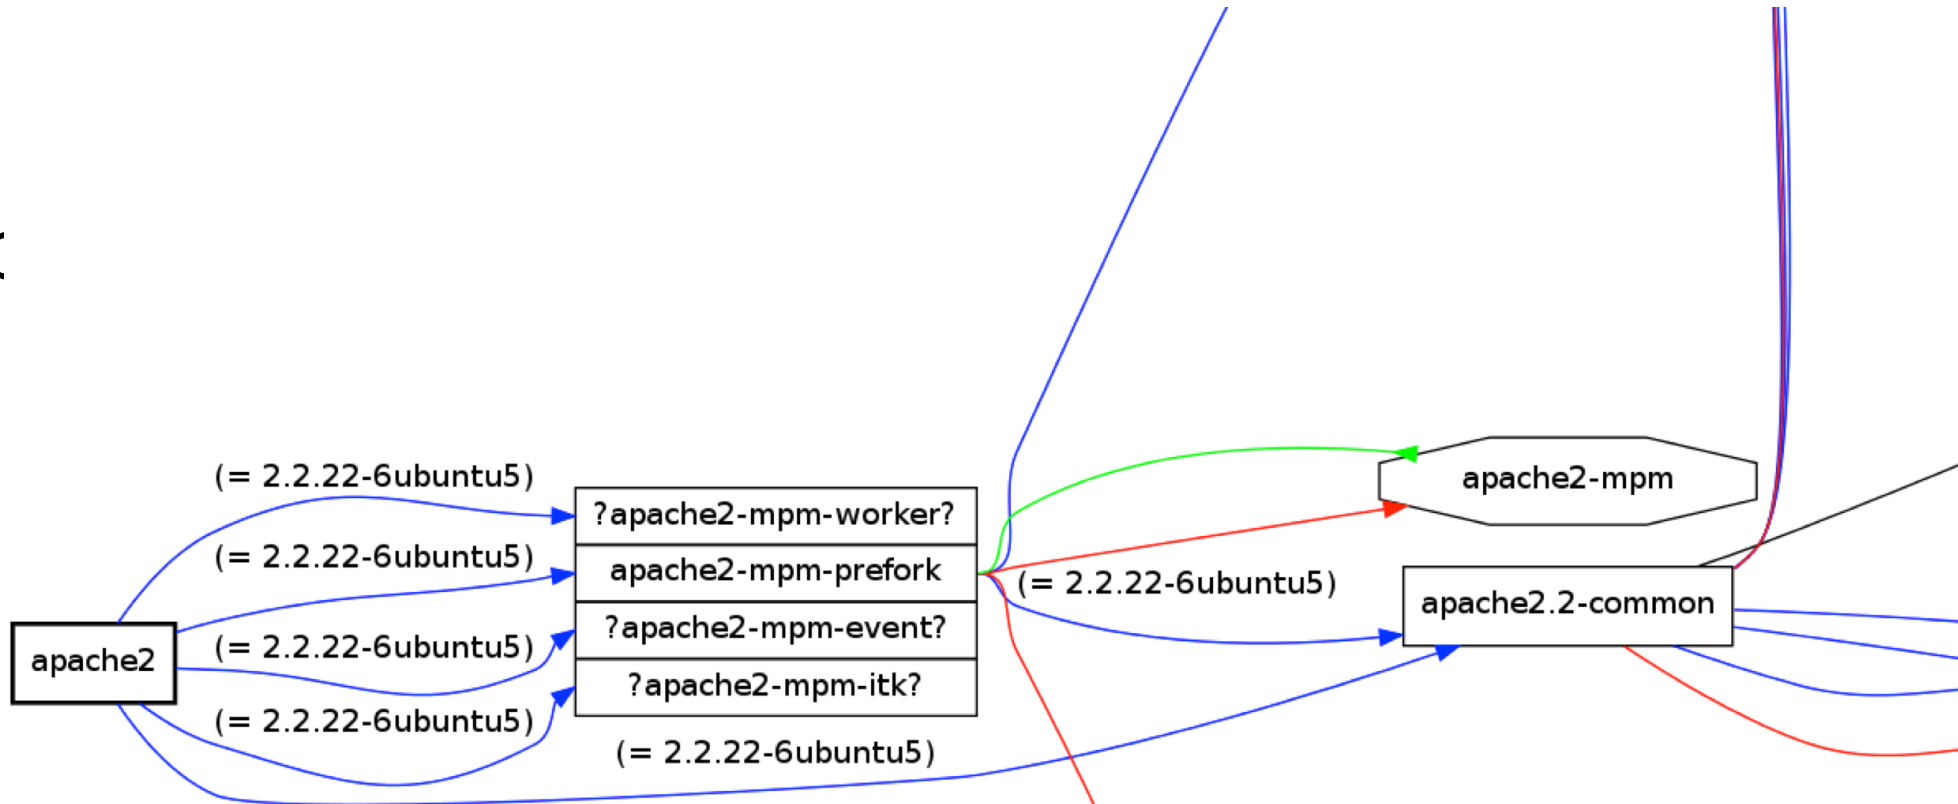 (= 2.2.22-6ubuntu5)
(= 2.2.22-6ubuntu5)
(= 2.2.22-6ubuntu5)
(= 2.2.22-6ubuntu5)
apache2
?apache2-mpm-worker?
apache2-mpm-prefork
?apache2-mpm-event?
?apache2-mpm-itk?
(= 2.2.22-6ubuntu5)
(= 2.2.22-6ubuntu5)
apache2-mpm
apache2.2-common